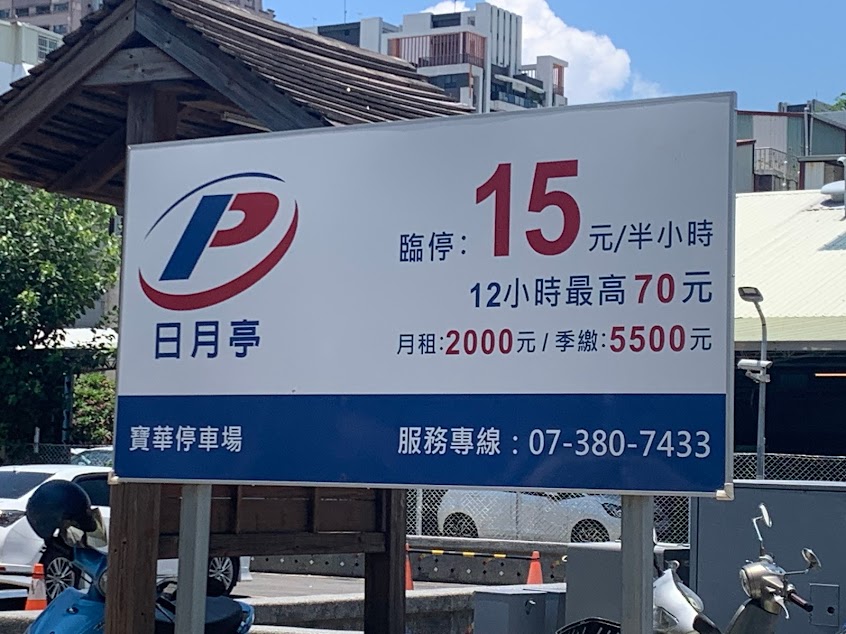 P
日月亭
臨停：15元/半小時
12小時最高70元
月租:2000元/季繳:5500元
寶華停車場
服務專線：07-380-7433